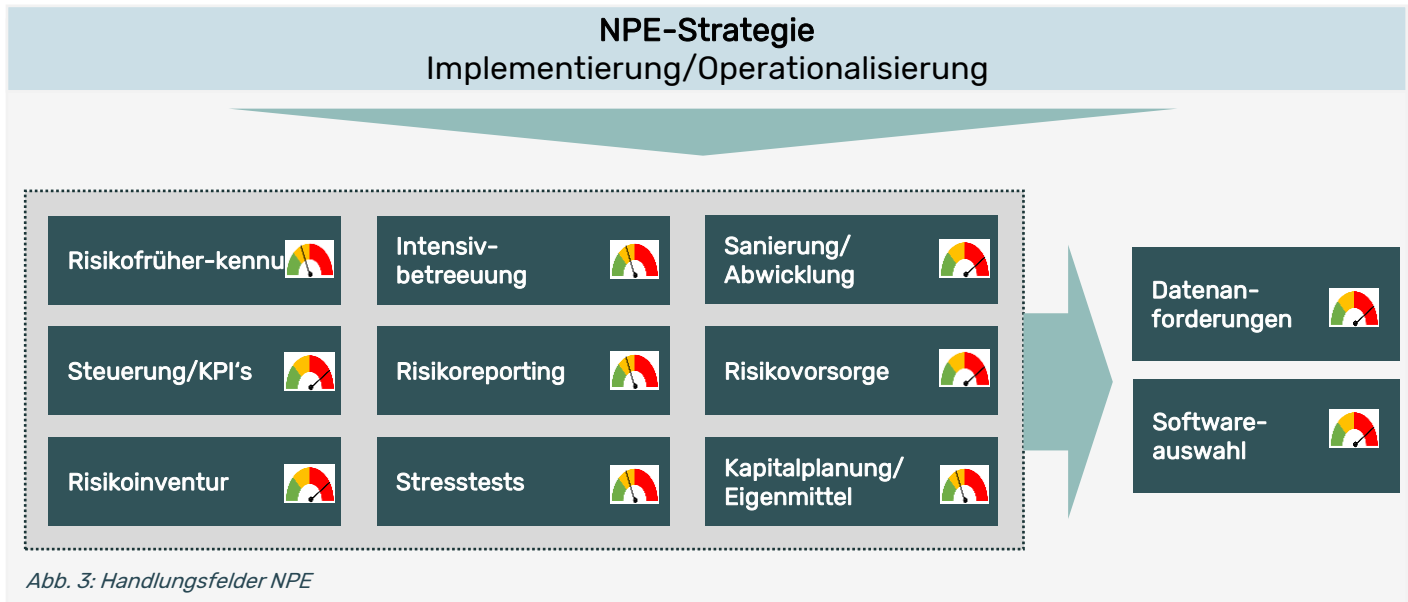 NPE-Strategie
Implementierung/Operationalisierung
Risikofrüher-kennu
Intensiv-
betreeuung
Sanierung/
Abwicklung
Steuerung/KPI‘s
Risikoreporting
Risikovorsorge
Risikoinventur
Stresstests
Kapitalplanung/
Eigenmittel
Datenan-
forderungen
Software-
auswahl
Abb. 3: Handlungsfelder NPE